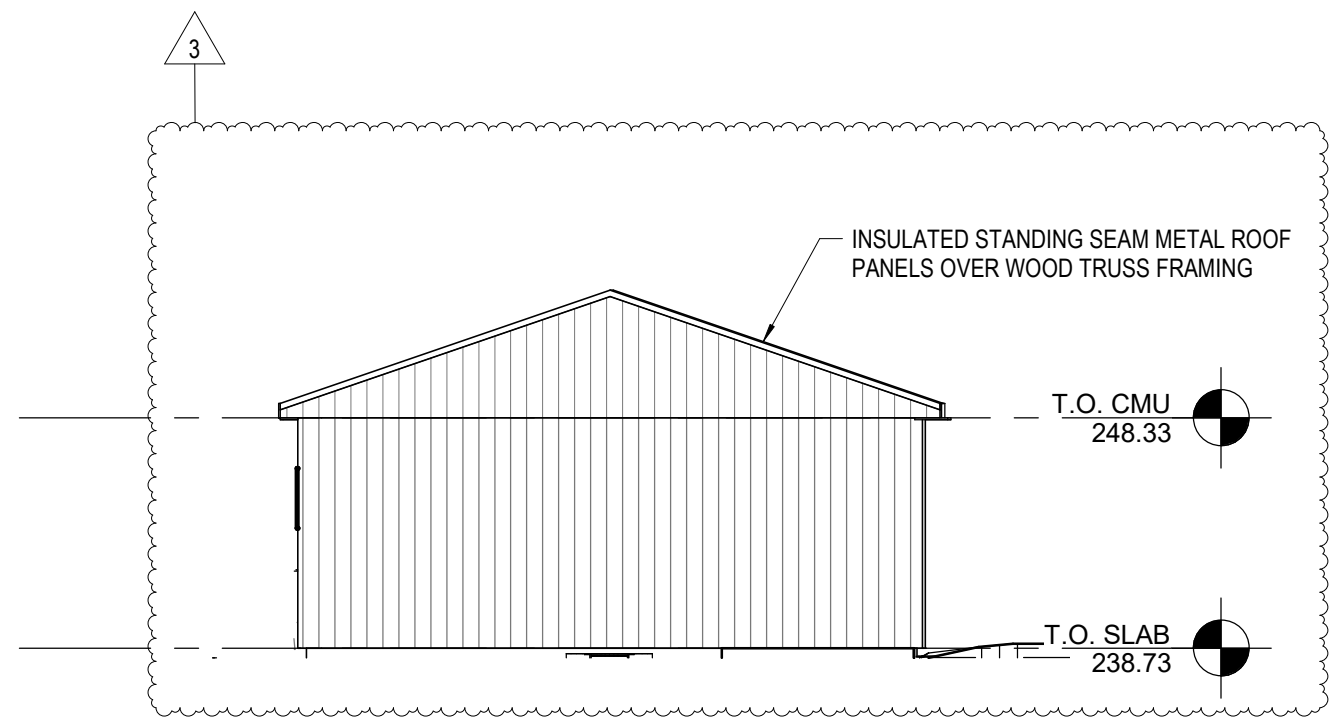 3
INSULATED STANDING SEAM METAL ROOF
PANELS OVER WOOD TRUSS FRAMING
T.O. CMU
248.33
T.O. SLAB
238.73